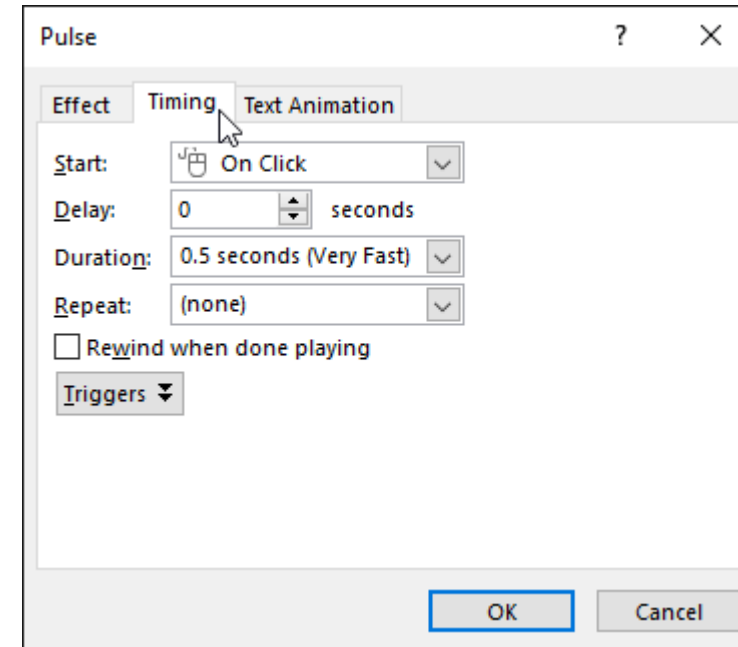 Pulse ?
Effect Timing Text Animation
Start: On Click
Delay: 0 seconds
Duration: 0.5 seconds (Very Fast)
Repeat: (none)
Rewind when done playing
Triggers
OK Cancel